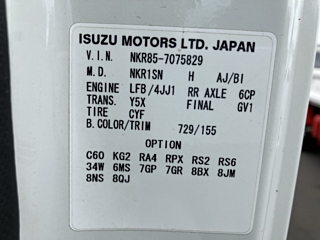 ISUZU MOTORS LTD. JAPAN
V.I.N. NKR85-7075829
M.D. NKR1SN H AJ/BI
ENGINE LFB/4JJ1 RR AXLE 6CP
TRANS. Y5X FINAL GV1
TIRE CYF
B.COLOR/TRIM 729/155
OPTION
C60 KG2 RA4 RPX RS2 RS6
34W 6MS 7GP 7GR 8BX 8JM
8NS 8QJ